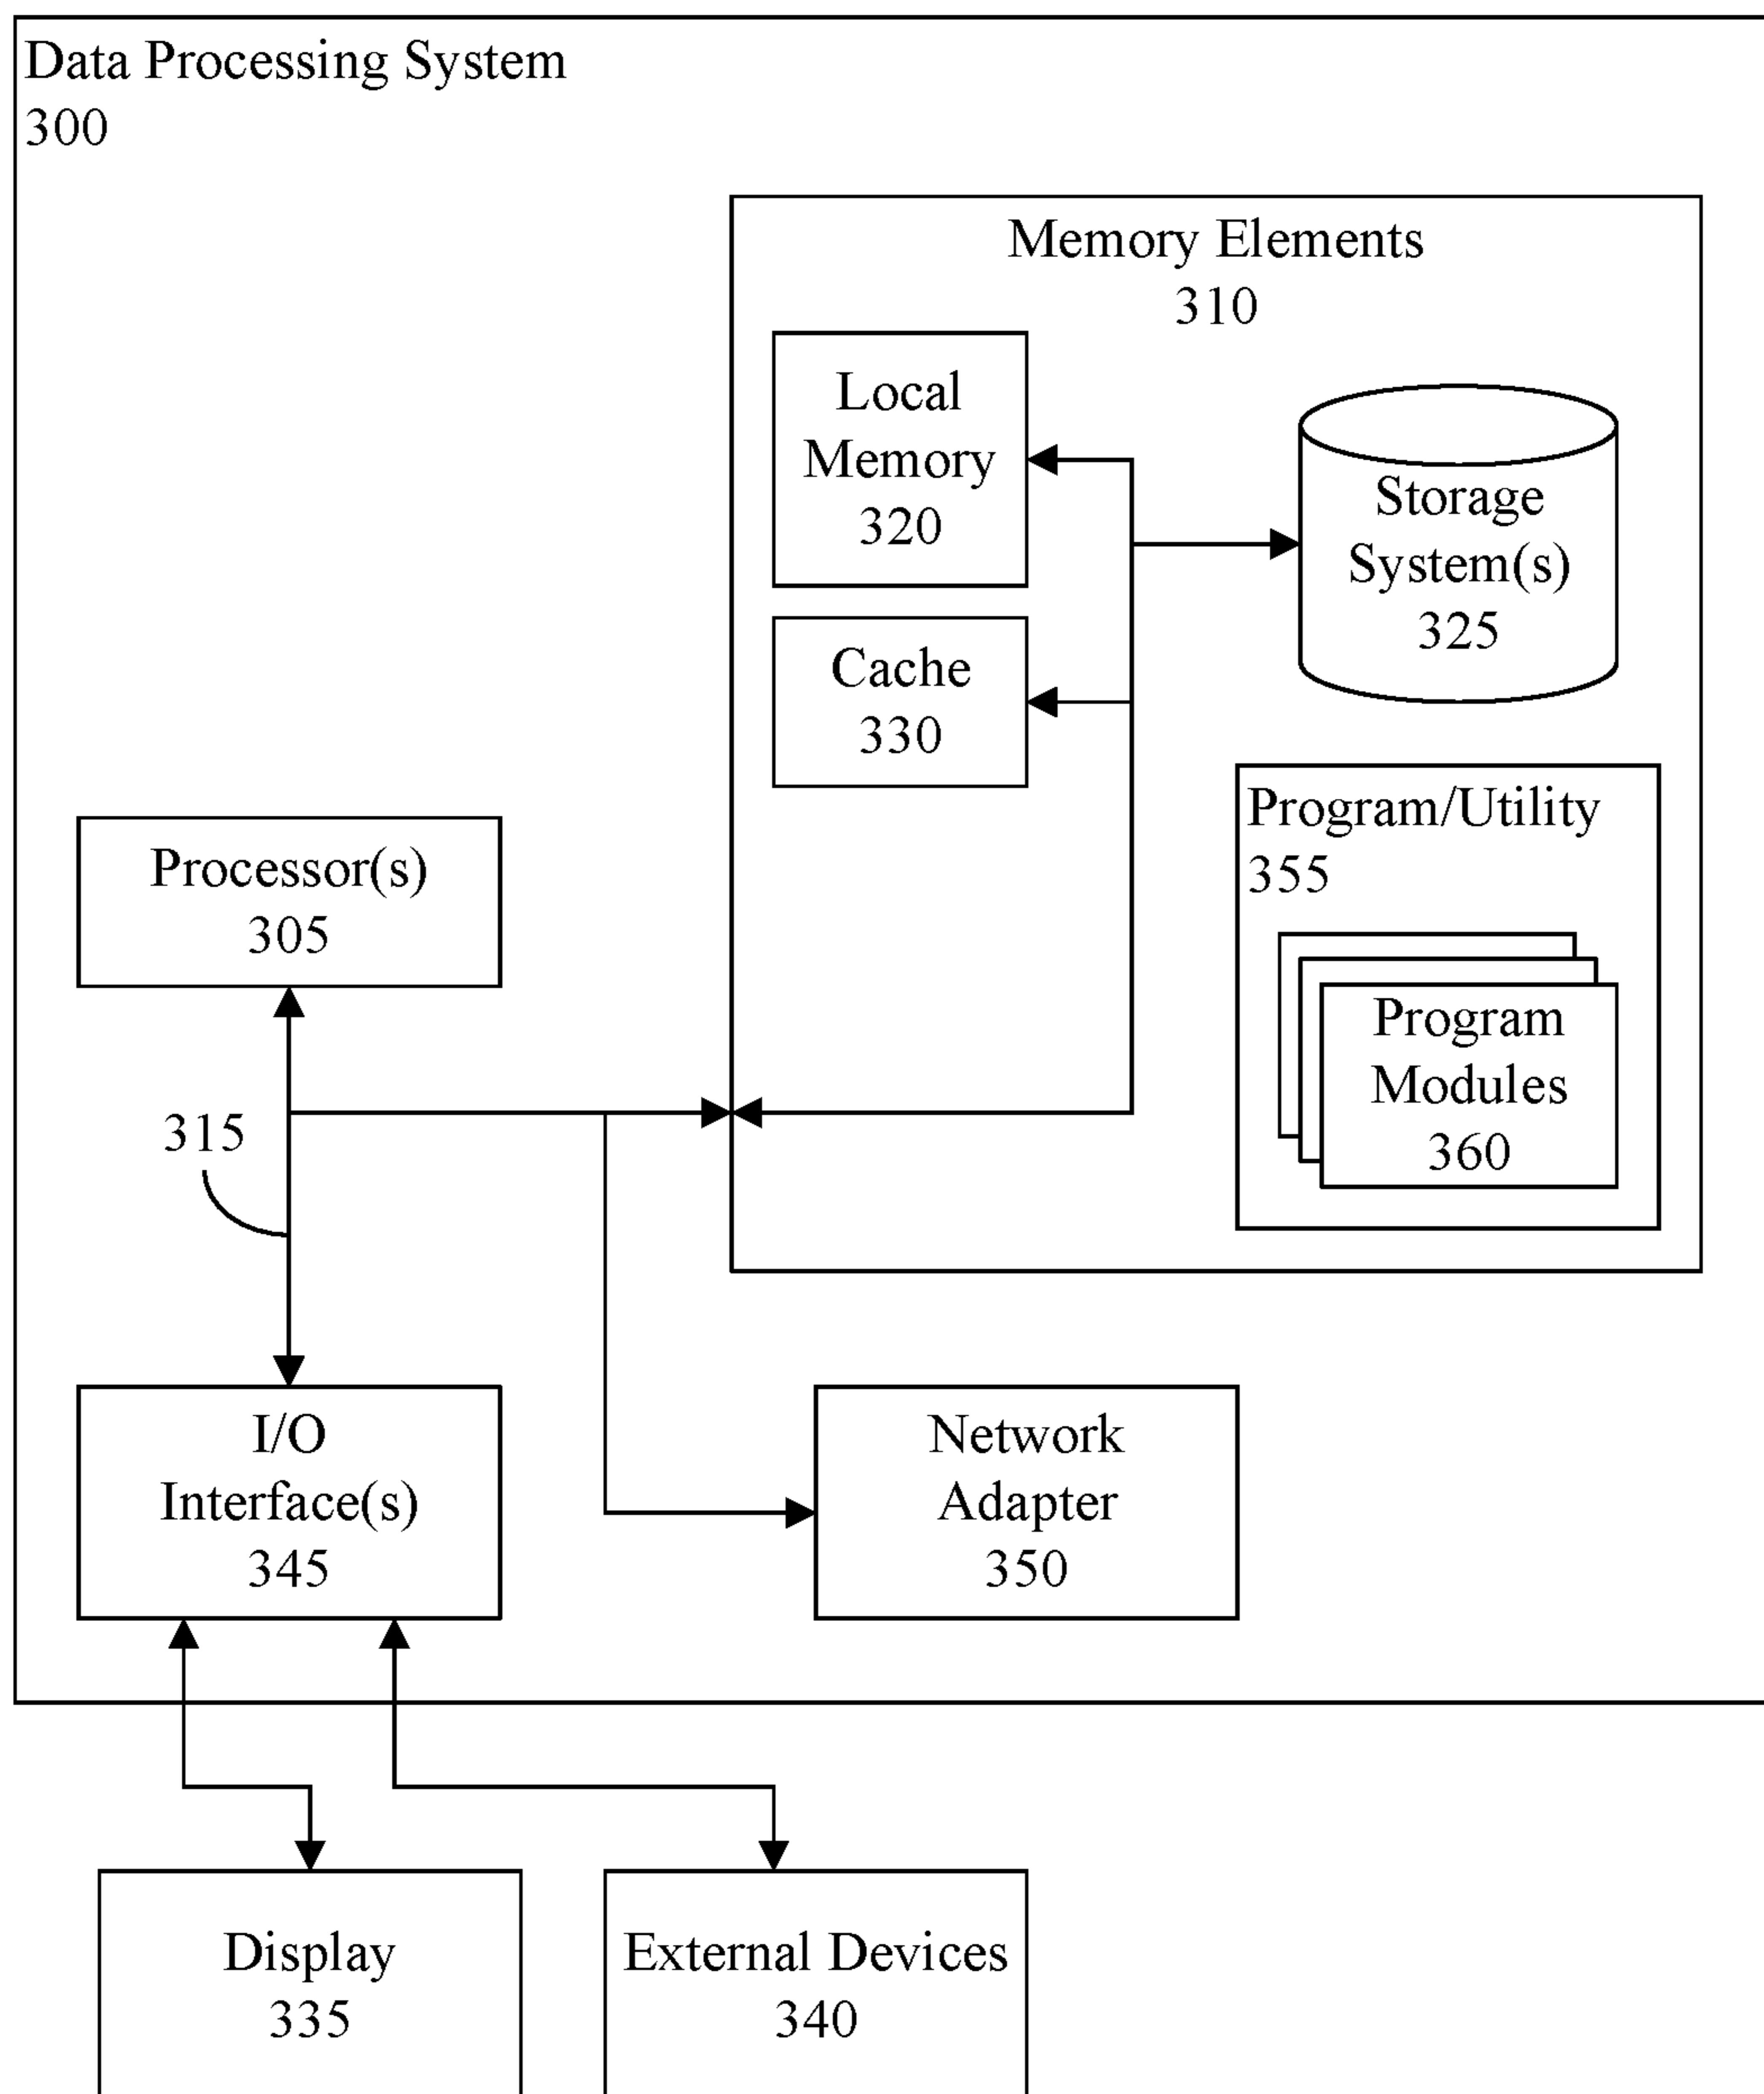 Data Processing System
300
Memory Elements
310
Local
Memory
320
Storage
System(s)
325
Cache
330
Program/Utility
355
Program
Modules
360
Processor(s)
305
315
I/O
Interface(s)
345
Network
Adapter
350
Display
335
External Devices
340